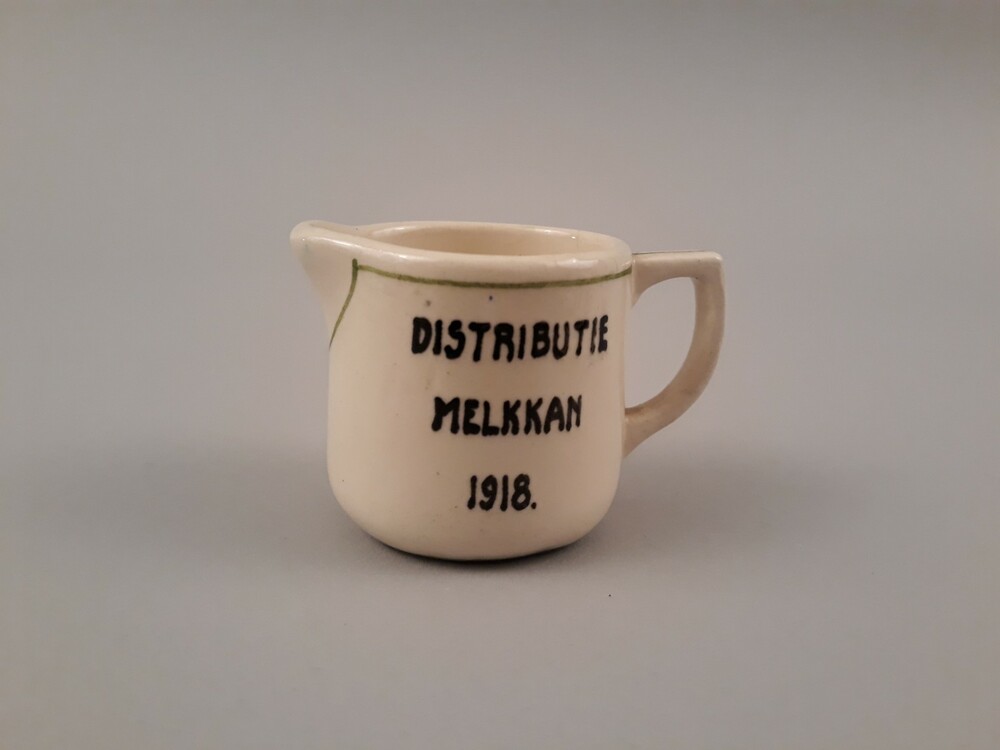 DISTRIBUTIE
MELKKAN
1918.